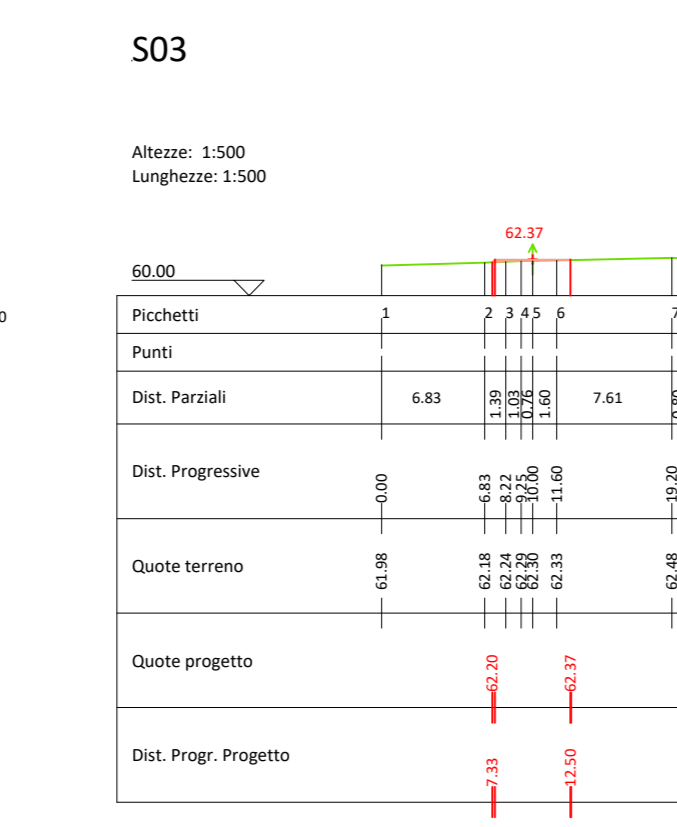 S03
Altezze: 1:500
Lunghezze: 1:500
62.37
60.00
0
Picchetti 1 2 3 4 5 6 7
Punti
Dist. Parziali 6.83 1.39 1.03 0.76 1.60 7.61
Dist. Progressive 0.00 6.83 8.22 9.25 10.00 11.60 19.20
Quote terreno 61.98 62.18 62.24 62.29 62.30 62.33 62.48
Quote progetto 62.20 62.37
Dist. Progr. Progetto 7.33 12.50